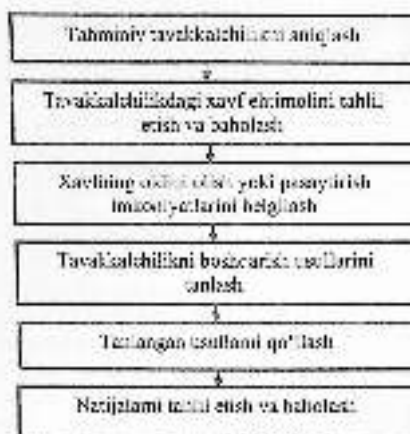 Tahminiy tavakkalchilikni aniqlash
Tavakkalchilikdagi xavf ehtimolini tahlil
etish va baholash
Xavfning oldini olish yoki pasaytirish
imkoniyatlarini belgilash
Tavakkalchilikni boshqarish usullarini
tanlash
Tanlangan usullarni qo'llash
Natijalarni tahlil etish va baholash